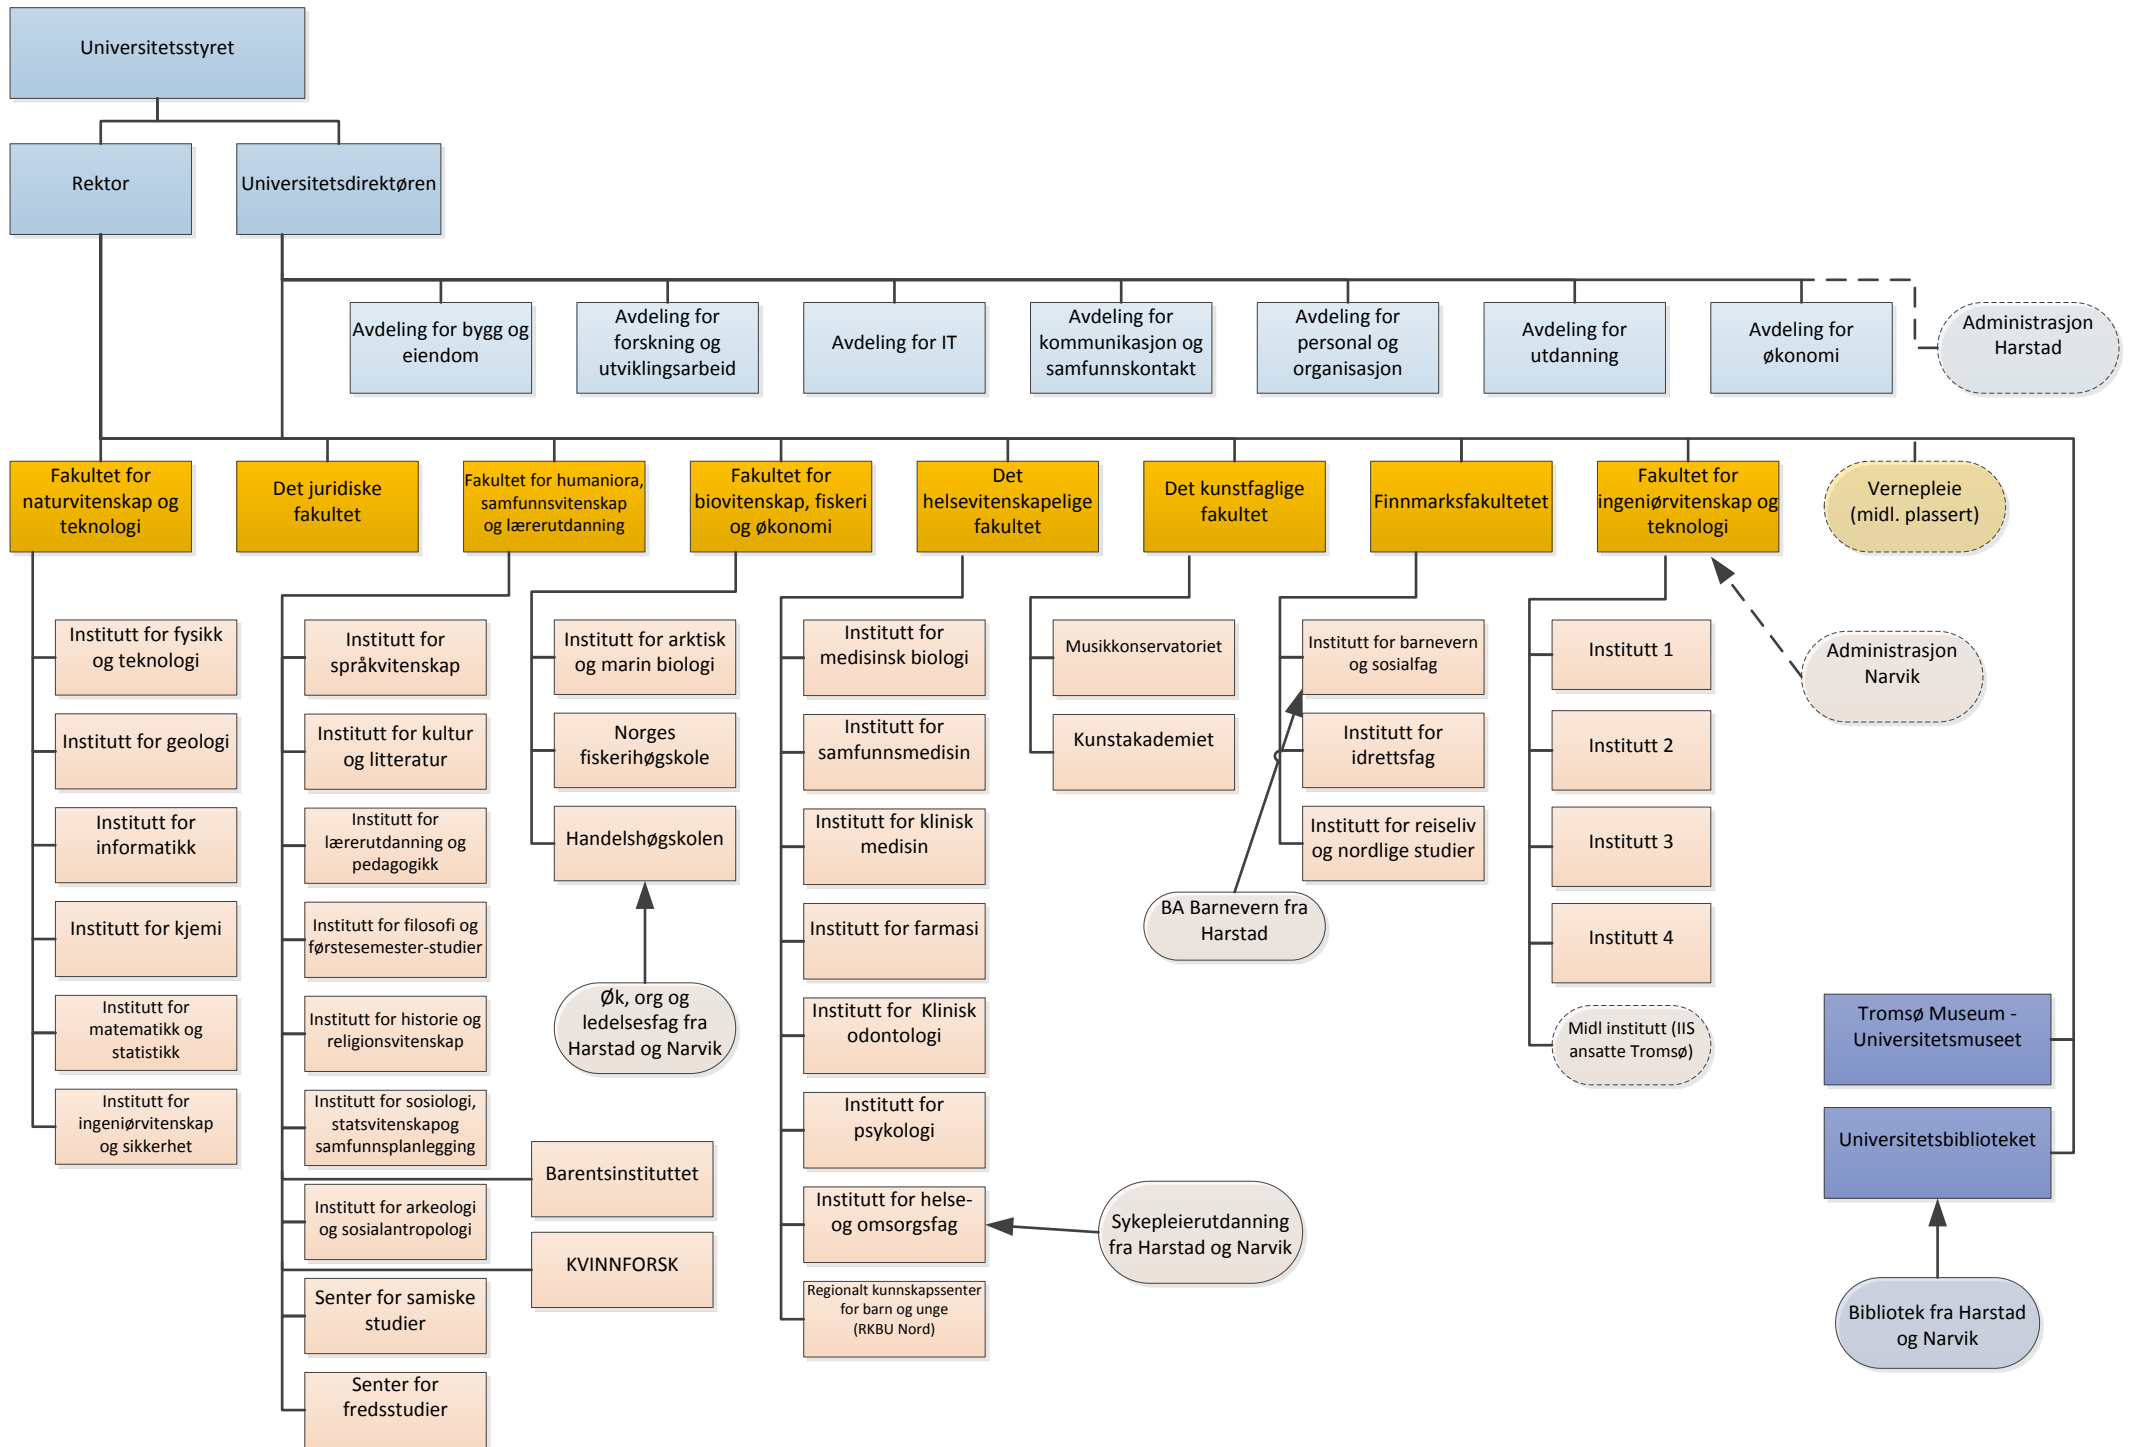 Universitetsstyret
Rektor
Universitetsdirektøren
Avdeling for bygg og
eiendom
Avdeling for
forskning og
utviklingsarbeid
Avdeling for IT
Avdeling for
kommunikasjon og
samfunnskontakt
Avdeling for
personal og
organisasjon
Avdeling for
utdanning
Avdeling for
økonomi
Administrasjon
Harstad
Fakultet for
naturvitenskap og
teknologi
Det juridiske
fakultet
Fakultet for humaniora,
samfunnsvitenskap
og lærerutdanning
Fakultet for
biovitenskap, fiskeri
og økonomi
Det
helsevitenskapelige
fakultet
Det kunstfaglige
fakultet
Finnmarksfakultetet
Fakultet for
ingeniørvitenskap og
teknologi
Vernepleie
(midl. plassert)
Institutt for fysikk
og teknologi
Institutt for geologi
Institutt for
informatikk
Institutt for kjemi
Institutt for
matematikk og
statistikk
Institutt for
ingeniørvitenskap
og sikkerhet
Institutt for
språkvitenskap
Institutt for kultur
og litteratur
Institutt for
lærerutdanning og
pedagogikk
Institutt for filosofi og
førstesemester-studier
Institutt for historie og
religionsvitenskap
Institutt for sosiologi,
statsvitenskapog
samfunnsplanlegging
Barentsinstituttet
Institutt for arkeologi
og sosialantropologi
KVINNFORSK
Senter for samiske
studier
Senter for
fredsstudier
Institutt for arktisk
og marin biologi
Norges
fiskerihøgskole
Handelshøgskolen
Øk, org og
ledelsesfag fra
Harstad og Narvik
Institutt for
medisinsk biologi
Institutt for
samfunnsmedisin
Institutt for klinisk
medisin
Institutt for farmasi
Institutt for  Klinisk
odontologi
Institutt for
psykologi
Institutt for helse-
og omsorgsfag
Regionalt kunnskapssenter
for barn og unge
(RKBU Nord)
Sykepleierutdanning
fra Harstad og Narvik
Musikkonservatoriet
Kunstakademiet
Institutt for barnevern
og sosialfag
Institutt for
idrettsfag
Institutt for reiseliv
og nordlige studier
BA Barnevern fra
Harstad
Institutt 1
Institutt 2
Institutt 3
Institutt 4
Midl institutt (IIS
ansatte Tromsø)
Administrasjon
Narvik
Tromsø Museum -
Universitetsmuseet
Universitetsbiblioteket
Bibliotek fra Harstad
og Narvik